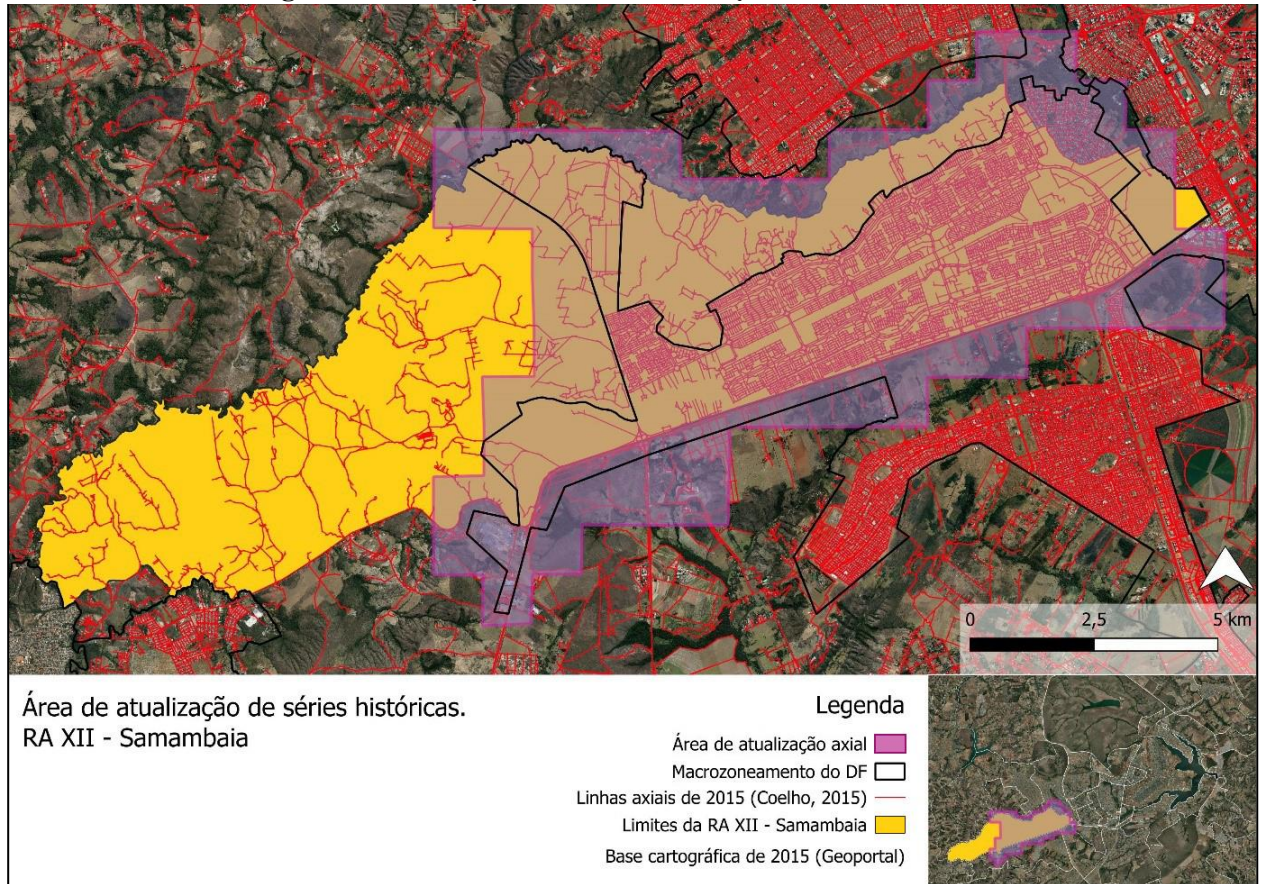 0 2,5 5 km
Área de atualização de séries históricas.
RA XII - Samambaia
Legenda
Área de atualização axial
Macrozoneamento do DF
Linhas axiais de 2015 (Coelho, 2015)
Limites da RA XII - Samambaia
Base cartográfica de 2015 (Geoportal)